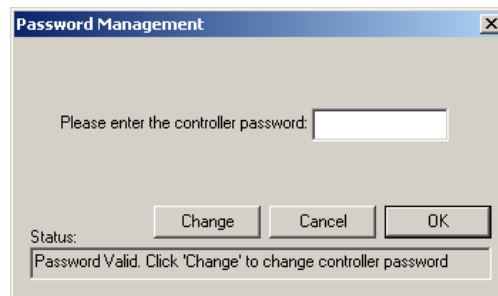 Password Management
Please enter the controller password:
Change Cancel OK
Status:
Password Valid. Click 'Change' to change controller password